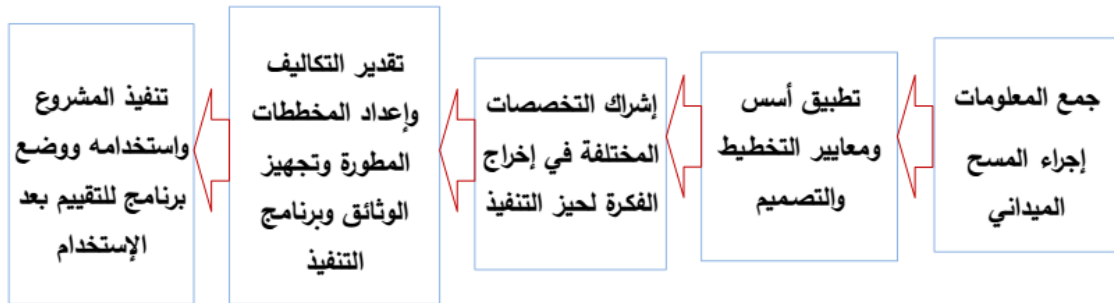 جمع المعلومات
إجراء المسح
الميداني
تطبيق أسس
ومعايير التخطيط
والتصميم
إشراك التخصصات
المختلفة في إخراج
الفكرة لحيز التنفيذ
تقدير التكاليف
وإعداد المخططات
المطورة وتجهيز
الوثائق وبرنامج
التنفيذ
تنفيذ المشروع
واستخدامه ووضع
برنامج للتقييم بعد
الإستخدام